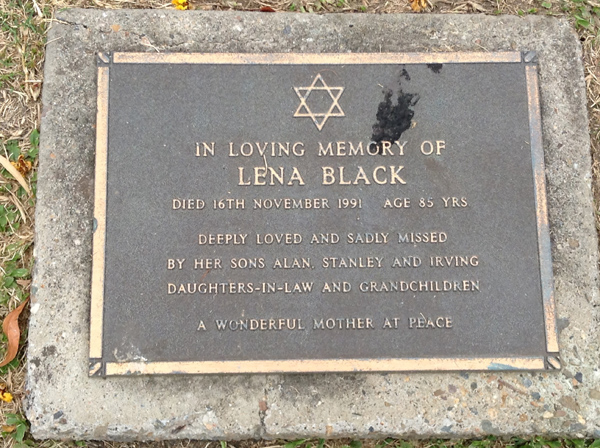 IN LOVING MEMORY OF
LENA BLACK
DIED 16TH NOVEMBER 1991 AGE 85 YRS
DEEPLY LOVED AND SADLY MISSED
BY HER SONS ALAN, STANLEY AND IRVING
DAUGHTERS-IN-LAW AND GRANDCHILDREN
A WONDERFUL MOTHER AT PEACE